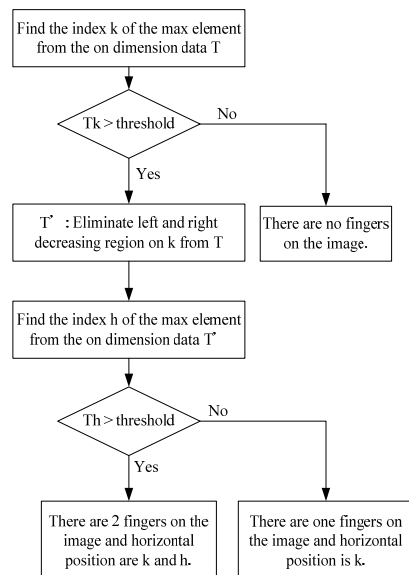 Find the index k of the max element
from the on dimension data T
Tk > threshold
No
Yes
T' : Eliminate left and right
decreasing region on k from T
There are no fingers
on the image.
Find the index h of the max element
from the on dimension data T'
Th > threshold
No
Yes
There are 2 fingers on the
image and horizontal
position are k and h.
There are one fingers on
the image and horizontal
position is k.